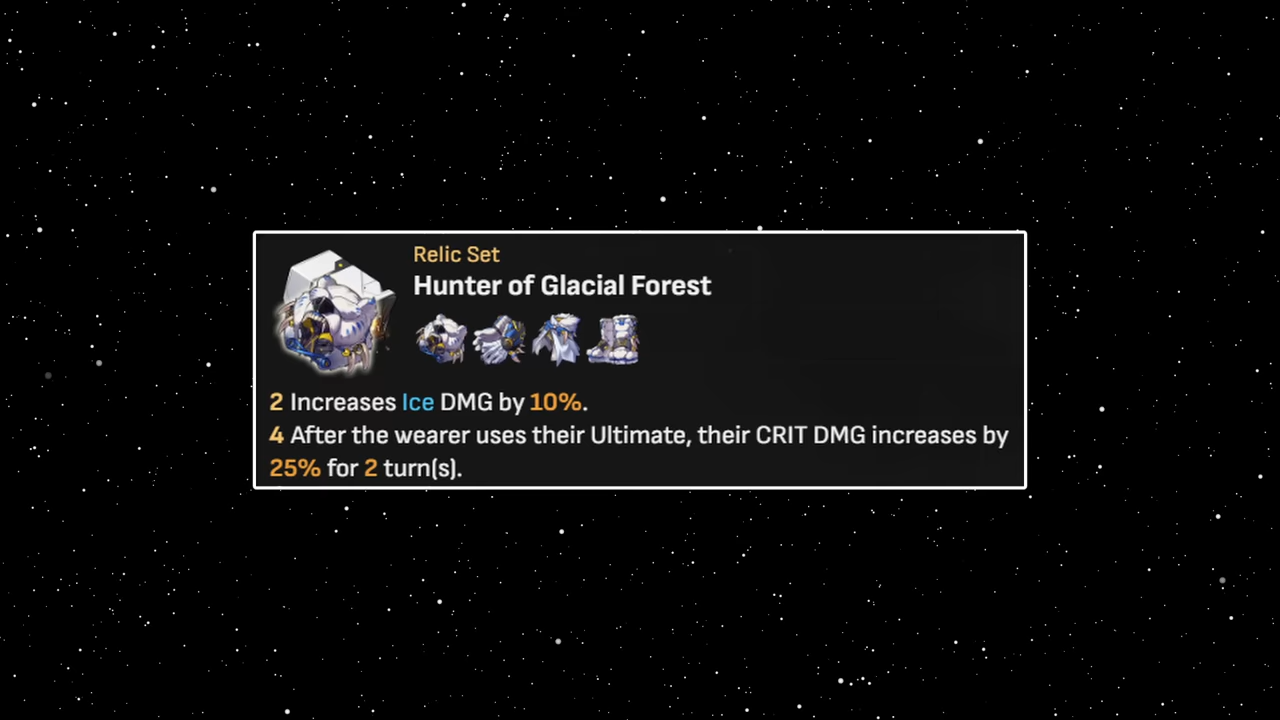 Relic Set
Hunter of Glacial Forest
2 Increases Ice DMG by 10%.
4 After the wearer uses their Ultimate, their CRIT DMG increases by
25% for 2 turn(s).